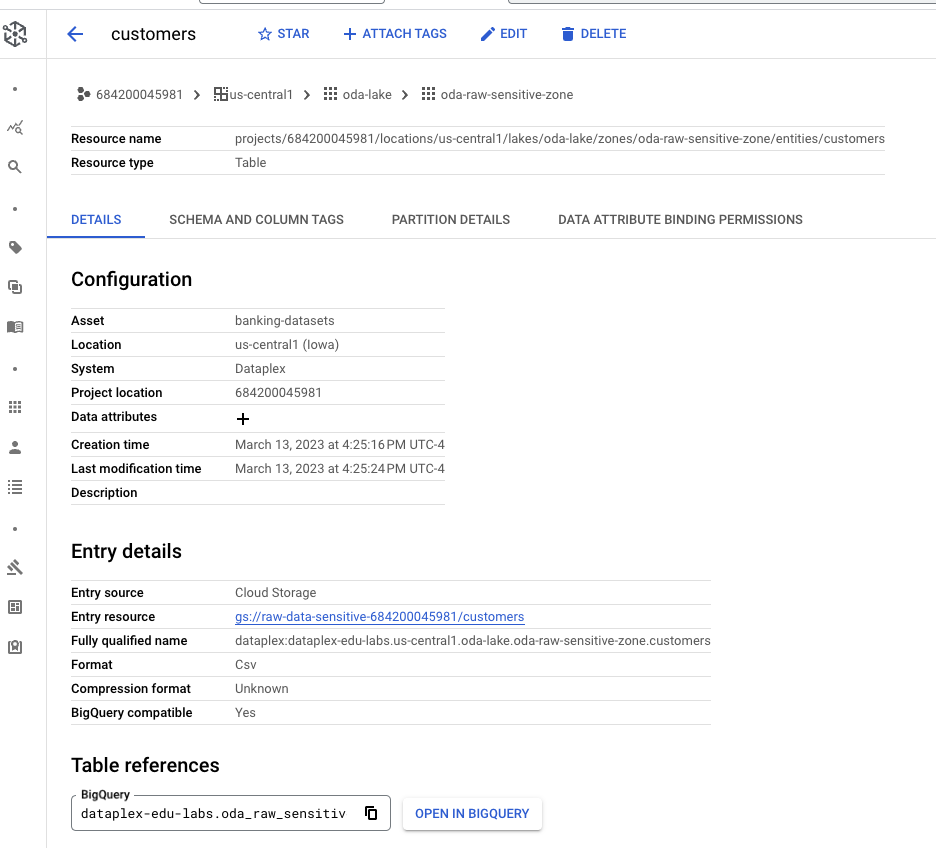 customers STAR ATTACH TAGS EDIT DELETE
684200045981 us-central1 oda-lake oda-raw-sensitive-zone
Resource name projects/684200045981/locations/us-central1/lakes/oda-lake/zones/oda-raw-sensitive-zone/entities/customers
Resource type Table
DETAILS SCHEMA AND COLUMN TAGS PARTITION DETAILS DATA ATTRIBUTE BINDING PERMISSIONS
Configuration
Asset banking-datasets
Location us-central1 (Iowa)
System Dataplex
Project location 684200045981
Data attributes
Creation time March 13, 2023 at 4:25:16 PM UTC-4
Last modification time March 13, 2023 at 4:25:24 PM UTC-4
Description
Entry details
Entry source Cloud Storage
Entry resource gs://raw-data-sensitive-684200045981/customers
Fully qualified name dataplex:dataplex-edu-labs.us-central1.oda-lake.oda-raw-sensitive-zone.customers
Format Csv
Compression format Unknown
BigQuery compatible Yes
Table references
BigQuery
dataplex-edu-labs.oda_raw_sensitiv OPEN IN BIGQUERY